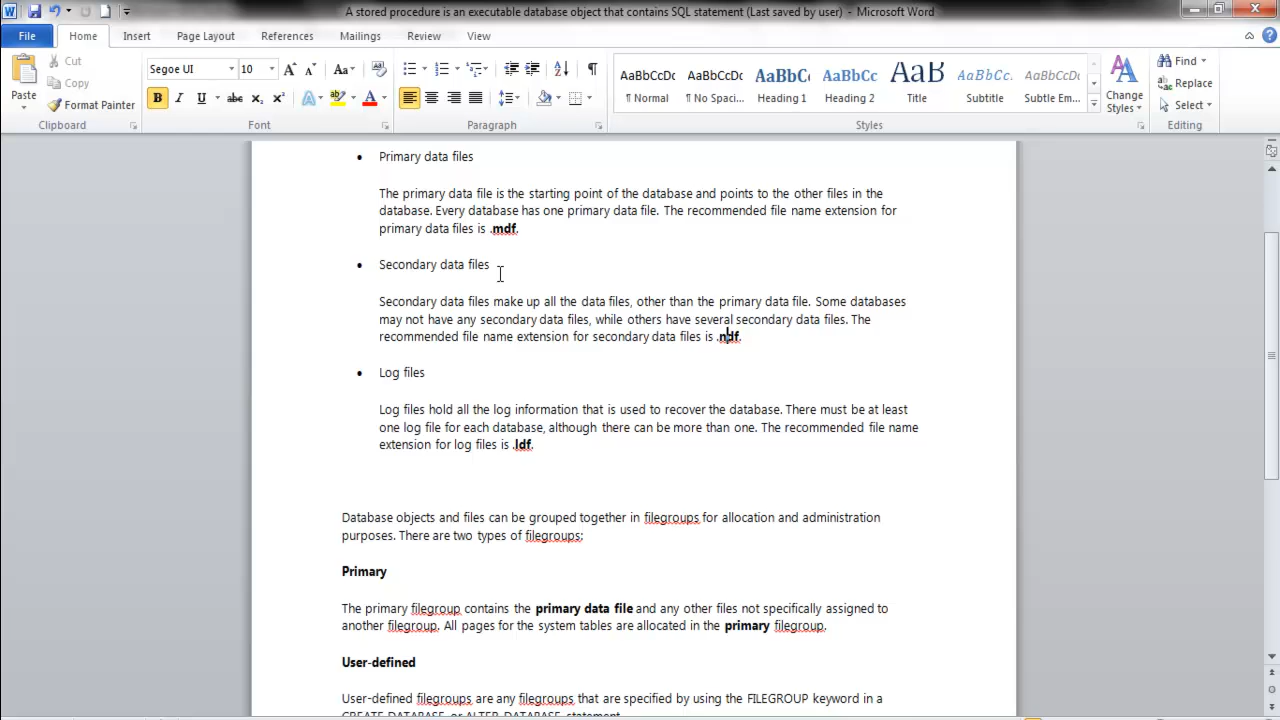 A stored procedure is an executable database object that contains SQL statement (Last saved by user) - Microsoft Word
File Home Insert Page Layout References Mailings Review View
Paste
Cut
Copy
Format Painter
Clipboard
Segoe UI 10
Font
Paragraph
AaBbCcDc AaBbCcDc AaBbCc AaBbCc AaB AaBbCcDc AaBbCcDc
¶ Normal ¶ No Spaci... Heading 1 Heading 2 Title Subtitle Subtle Em...
Styles
Change
Styles
Find
Replace
Select
Editing
• Primary data files
The primary data file is the starting point of the database and points to the other files in the
database. Every database has one primary data file. The recommended file name extension for
primary data files is .mdf.
• Secondary data files
Secondary data files make up all the data files, other than the primary data file. Some databases
may not have any secondary data files, while others have several secondary data files. The
recommended file name extension for secondary data files is .ndf.
• Log files
Log files hold all the log information that is used to recover the database. There must be at least
one log file for each database, although there can be more than one. The recommended file name
extension for log files is .ldf.
Database objects and files can be grouped together in filegroups for allocation and administration
purposes. There are two types of filegroups:
Primary
The primary filegroup contains the primary data file and any other files not specifically assigned to
another filegroup. All pages for the system tables are allocated in the primary filegroup.
User-defined
User-defined filegroups are any filegroups that are specified by using the FILEGROUP keyword in a
CREATE DATABASE or ALTER DATABASE statement.